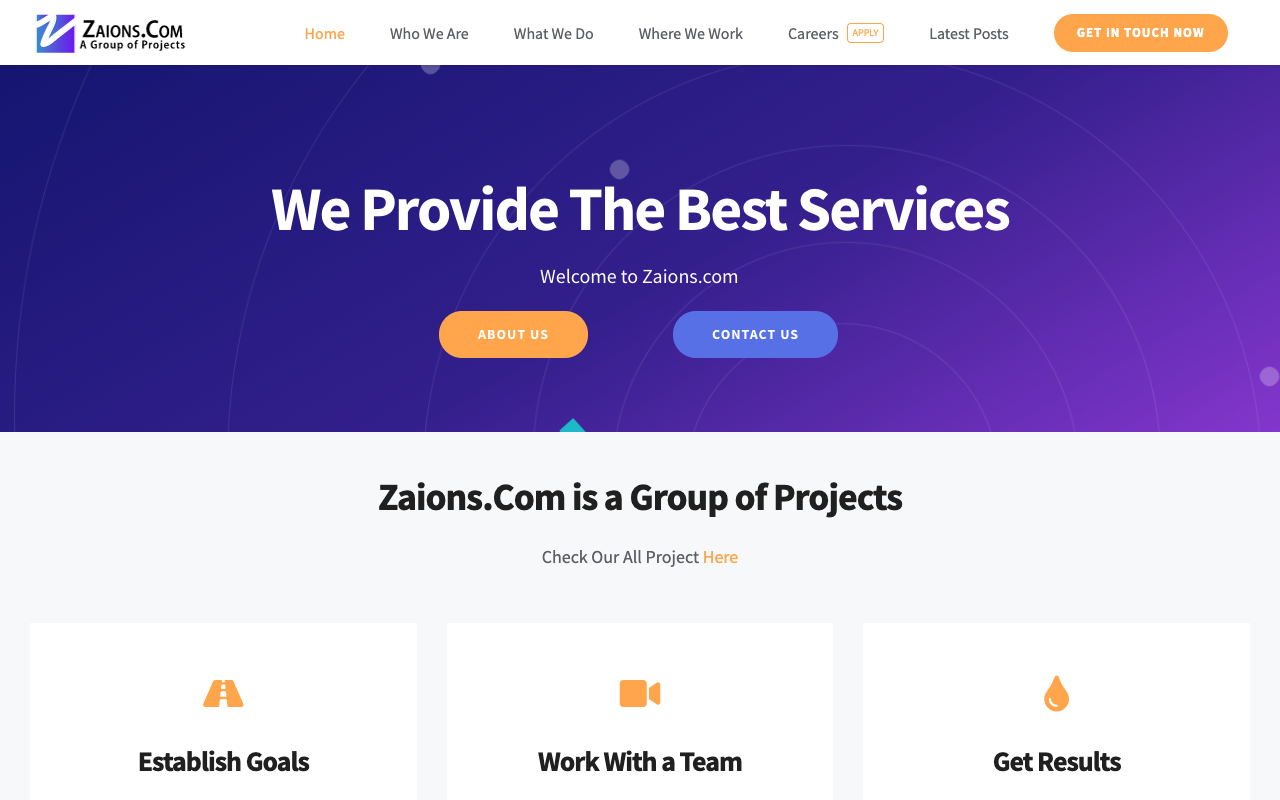 Zaions.Com
A Group of Projects
Home
Who We Are
What We Do
Where We Work
Careers APPLY
Latest Posts
GET IN TOUCH NOW
We Provide The Best Services
Welcome to Zaions.com
ABOUT US
CONTACT US
Zaions.Com is a Group of Projects
Check Our All Project Here
Establish Goals
Work With a Team
Get Results